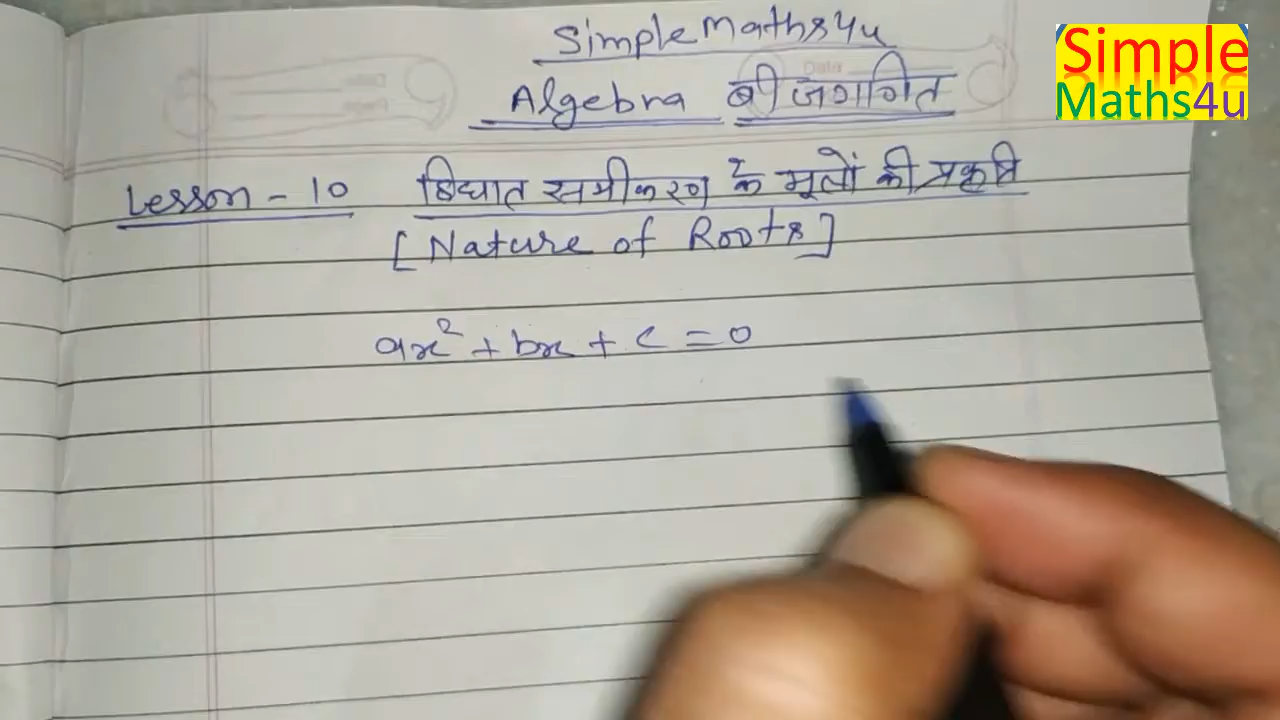 SimpleMaths4u
Simple
Maths4u
Algebra बीजगणित
Lesson - 10 द्विघात समीकरण के मूलों की प्रकृति
[Nature of Roots]
ax² + bx + c = 0